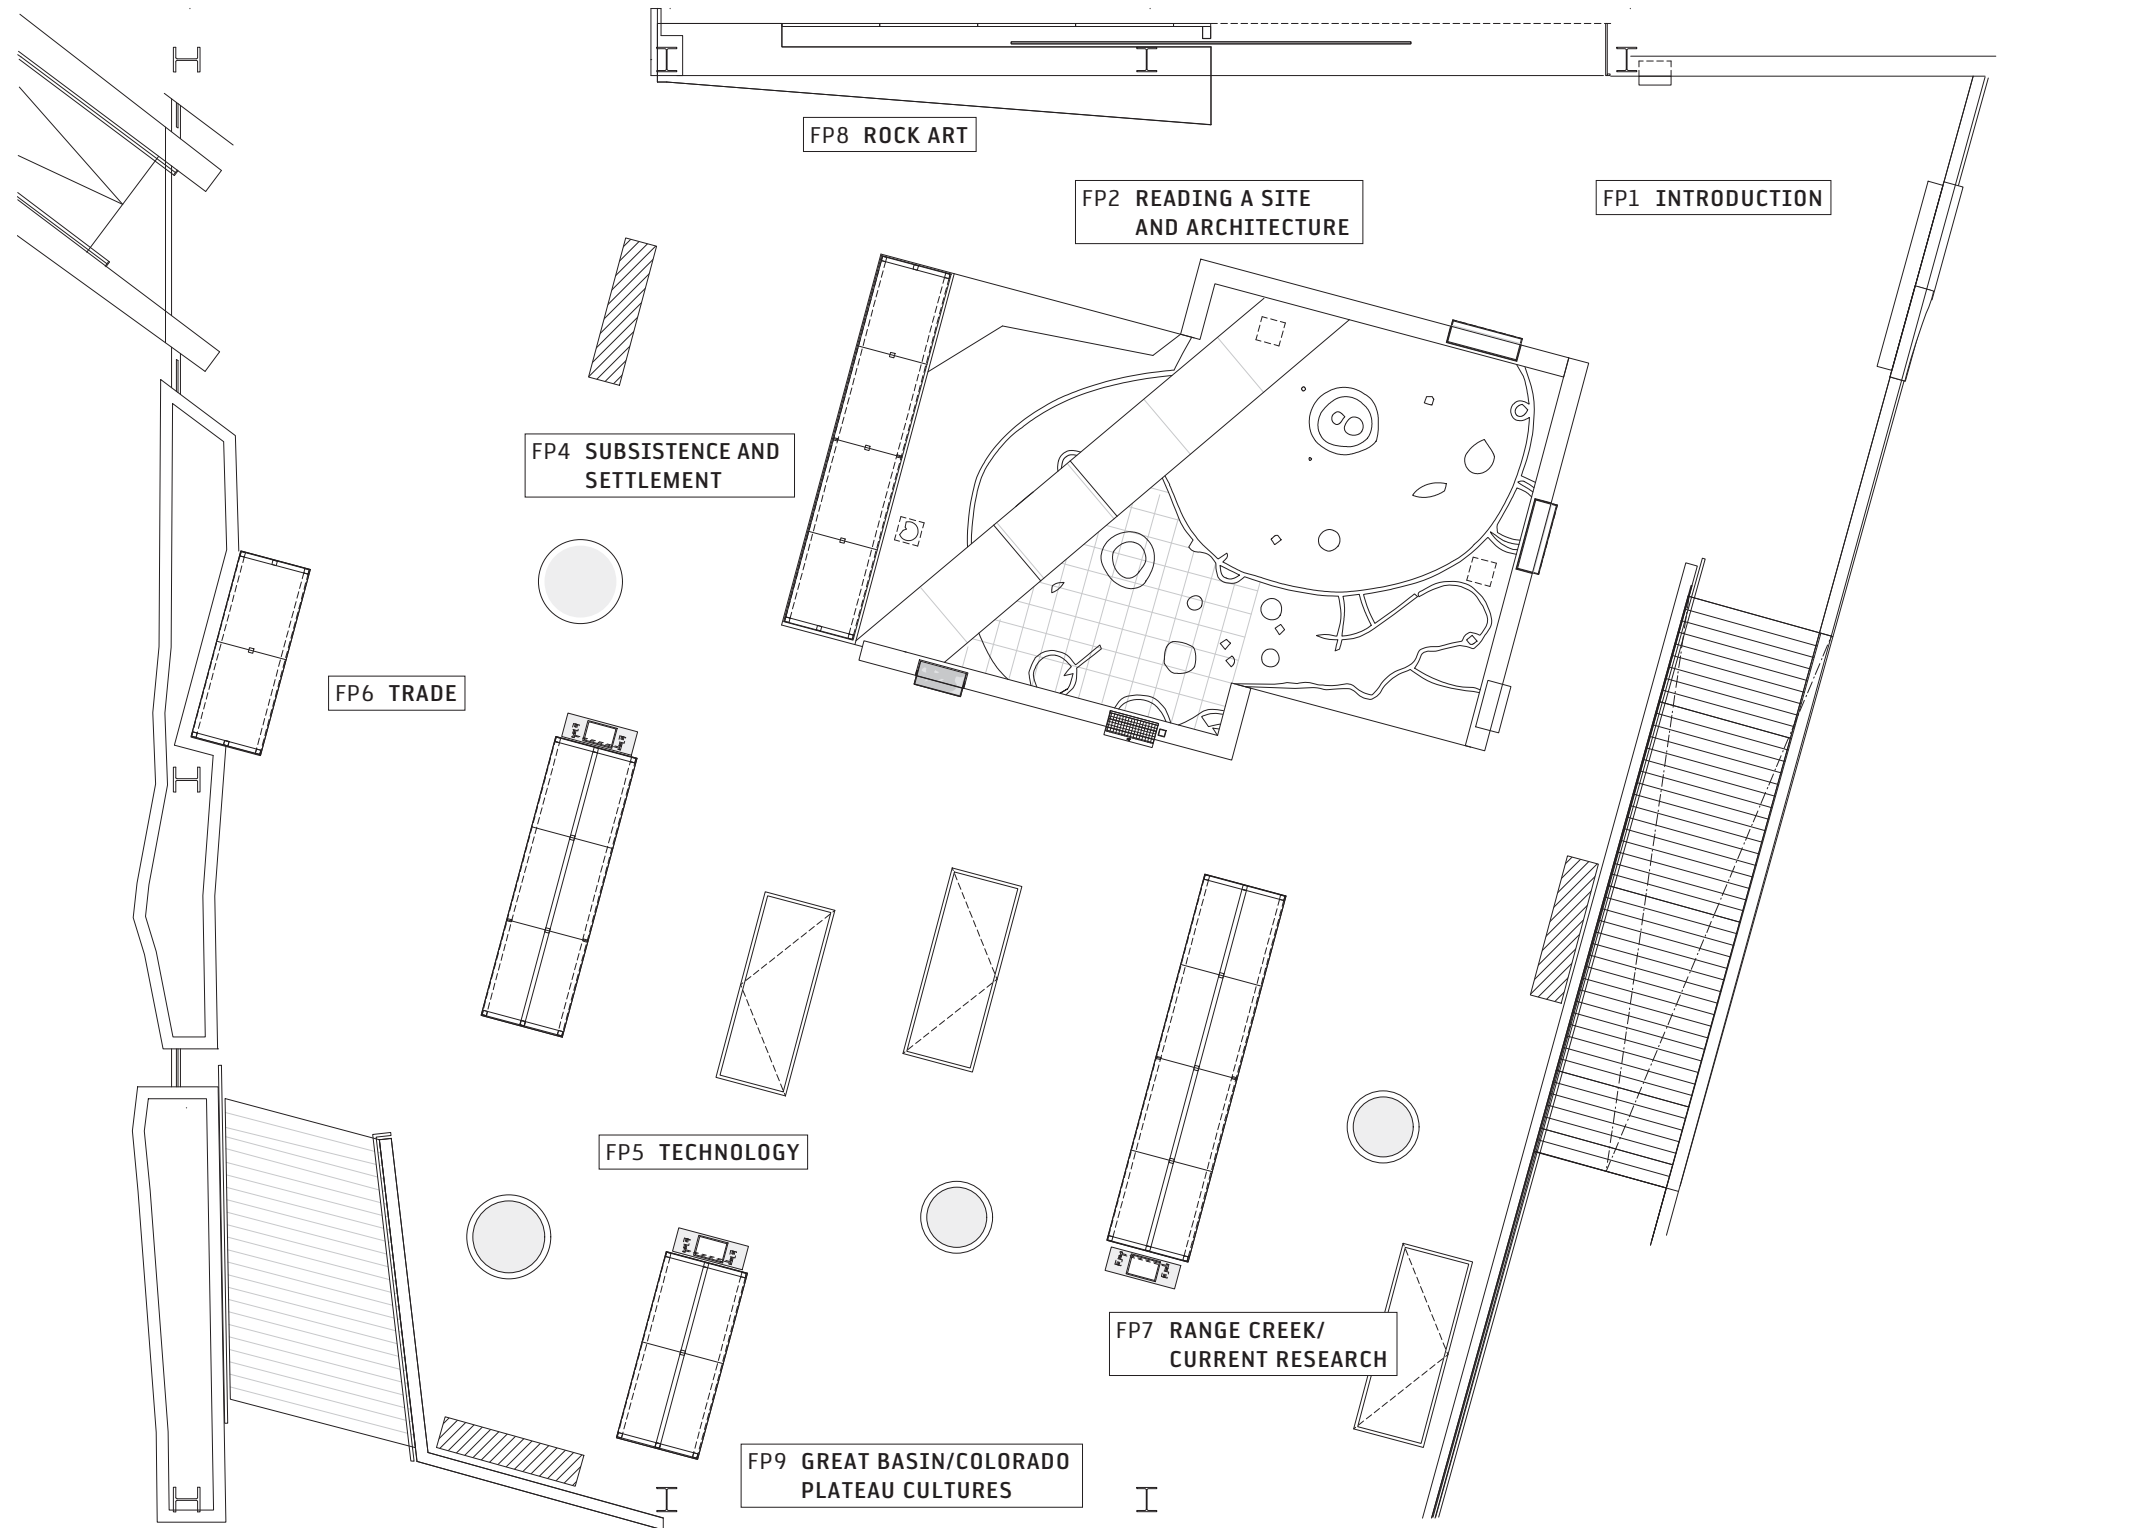 FP8 ROCK ART
FP2 READING A SITE
AND ARCHITECTURE
FP1 INTRODUCTION
FP4 SUBSISTENCE AND
SETTLEMENT
FP6 TRADE
FP5 TECHNOLOGY
FP7 RANGE CREEK/
CURRENT RESEARCH
FP9 GREAT BASIN/COLORADO
PLATEAU CULTURES